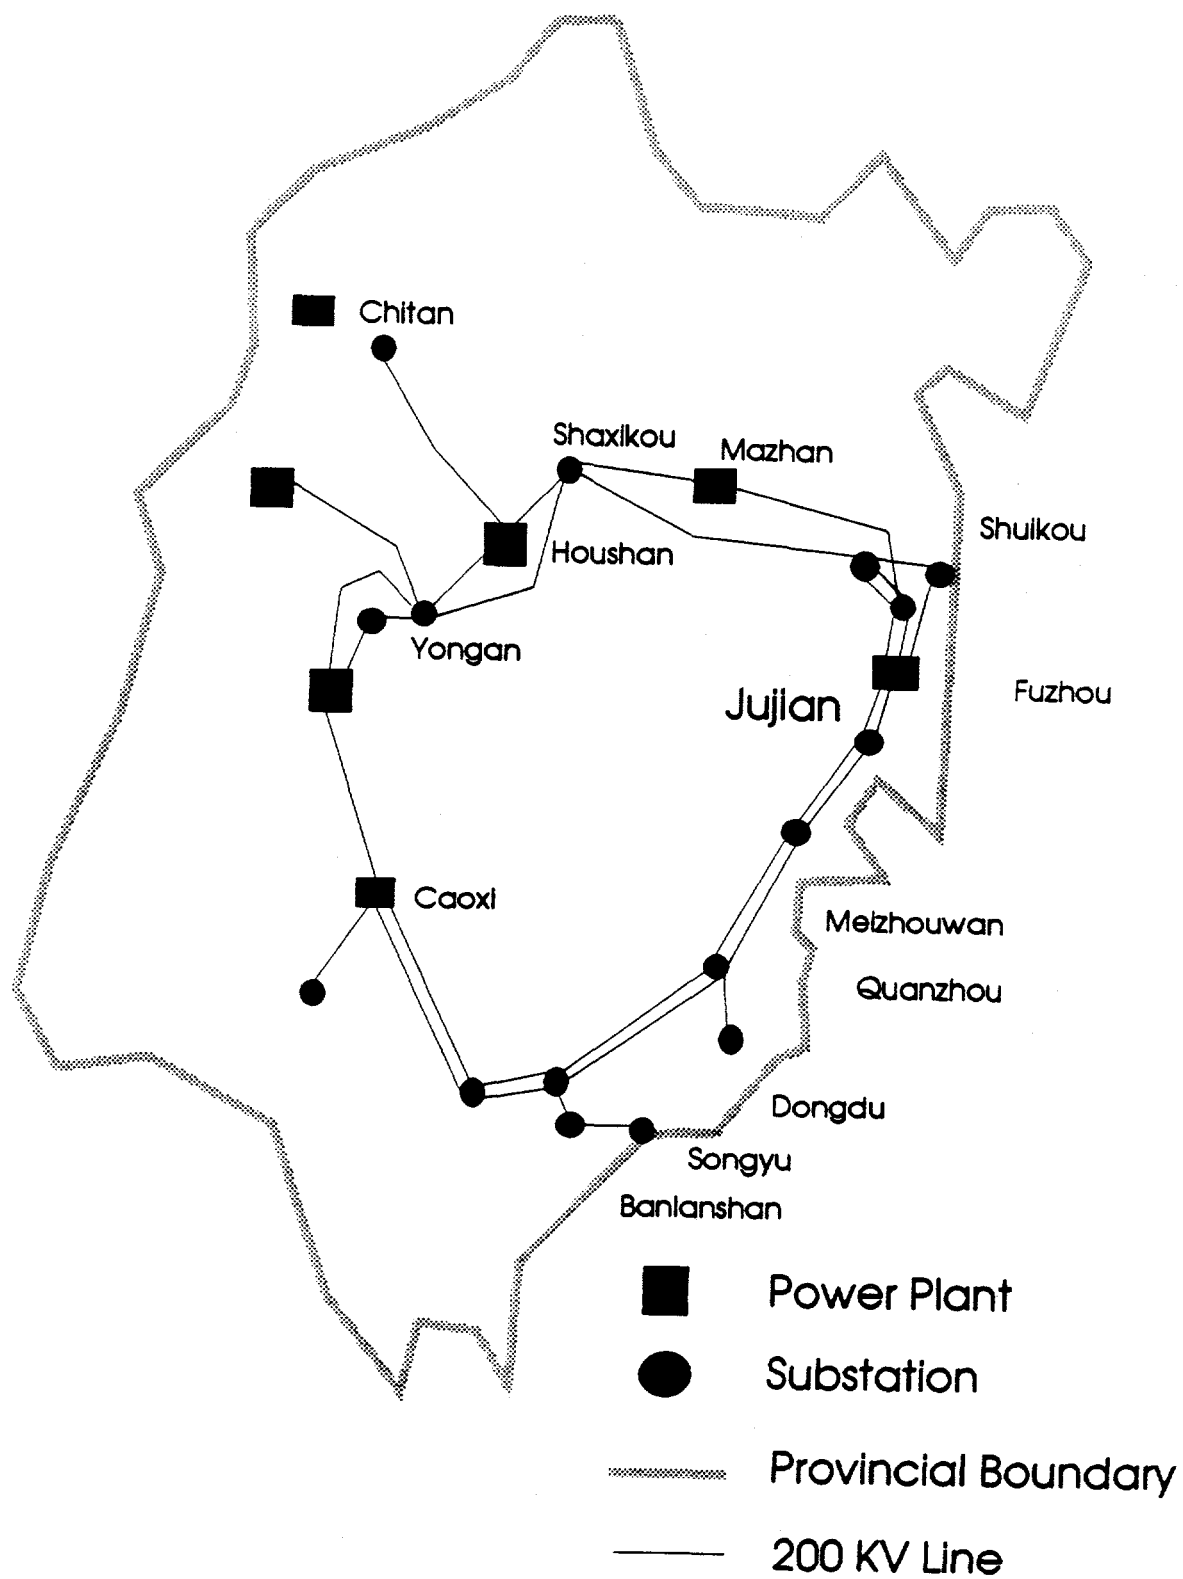 Chitan
Shaxikou
Mazhan
Shuikou
Houshan
Yongan
Fuzhou
Jujian
Caoxi
Meizhouwan
Quanzhou
Dongdu
Songyu
Banlanshan
Power Plant
Substation
Provincial Boundary
200 KV Line